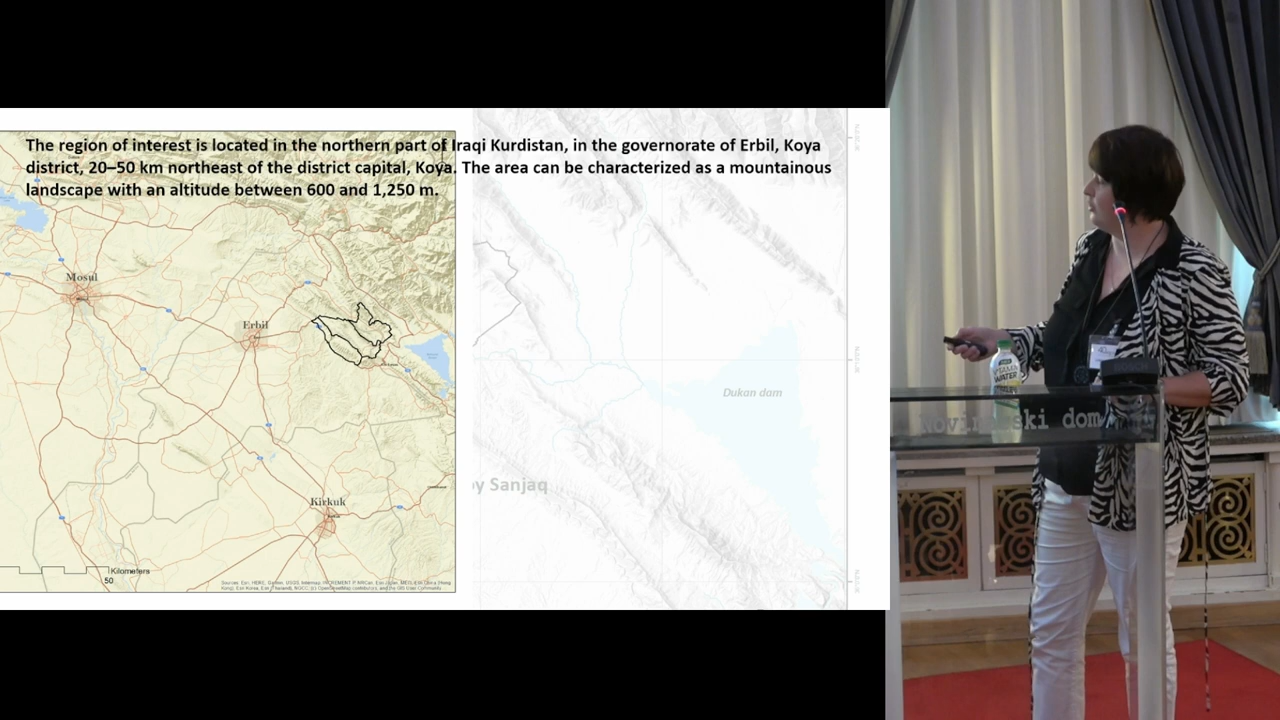 The region of interest is located in the northern part of Iraqi Kurdistan, in the governorate of Erbil, Koya
district, 20–50 km northeast of the district capital, Koya. The area can be characterized as a mountainous
landscape with an altitude between 600 and 1,250 m.
Mosul
Erbil
Dukan dam
y Sanjaq
Kirkuk
Kilometers
50
WATER
ski dom